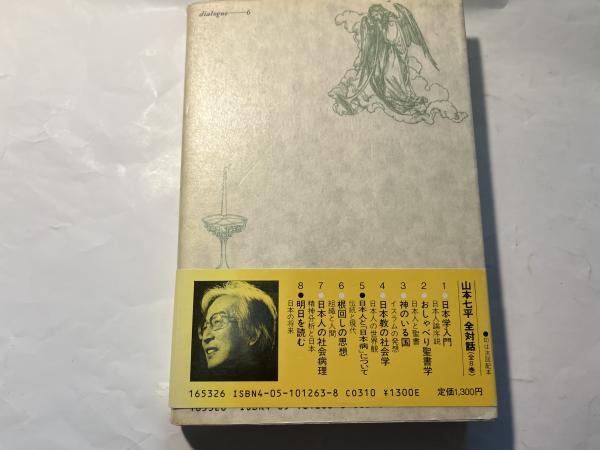 dialogue——6
●印は次回配本
山本七平 全対話(全8巻)
1●日本学入門
日本人論序説
2●おしゃべり聖書学
日本人と聖書
3●神のいる国
イスラムの発想
4●日本教の社会学
日本人の世界観
5●日本人と「日本病」について
伝統と現代
6●根回しの思想
組織と人間
7●日本人の社会病理
精神分析と日本
8●明日を読む
日本の将来
165326 ISBN4-05-101263-8 C0310 ¥1300E 定価1,300円